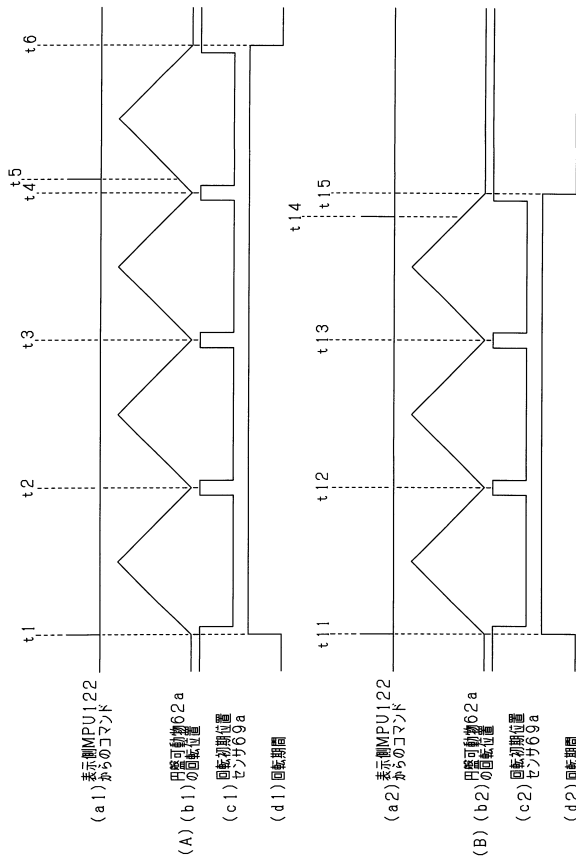 (A)
(a1) 表示側MPU122
からのコマンド
(b1) 円盤可動物62a
の回転位置
(c1) 回転初期位置
センサ69a
(d1) 回転期間
t1
t2
t3
t4
t5
t6
(B)
(a2) 表示側MPU122
からのコマンド
(b2) 円盤可動物62a
の回転位置
(c2) 回転初期位置
センサ69a
(d2) 回転期間
t11
t12
t13
t14
t15